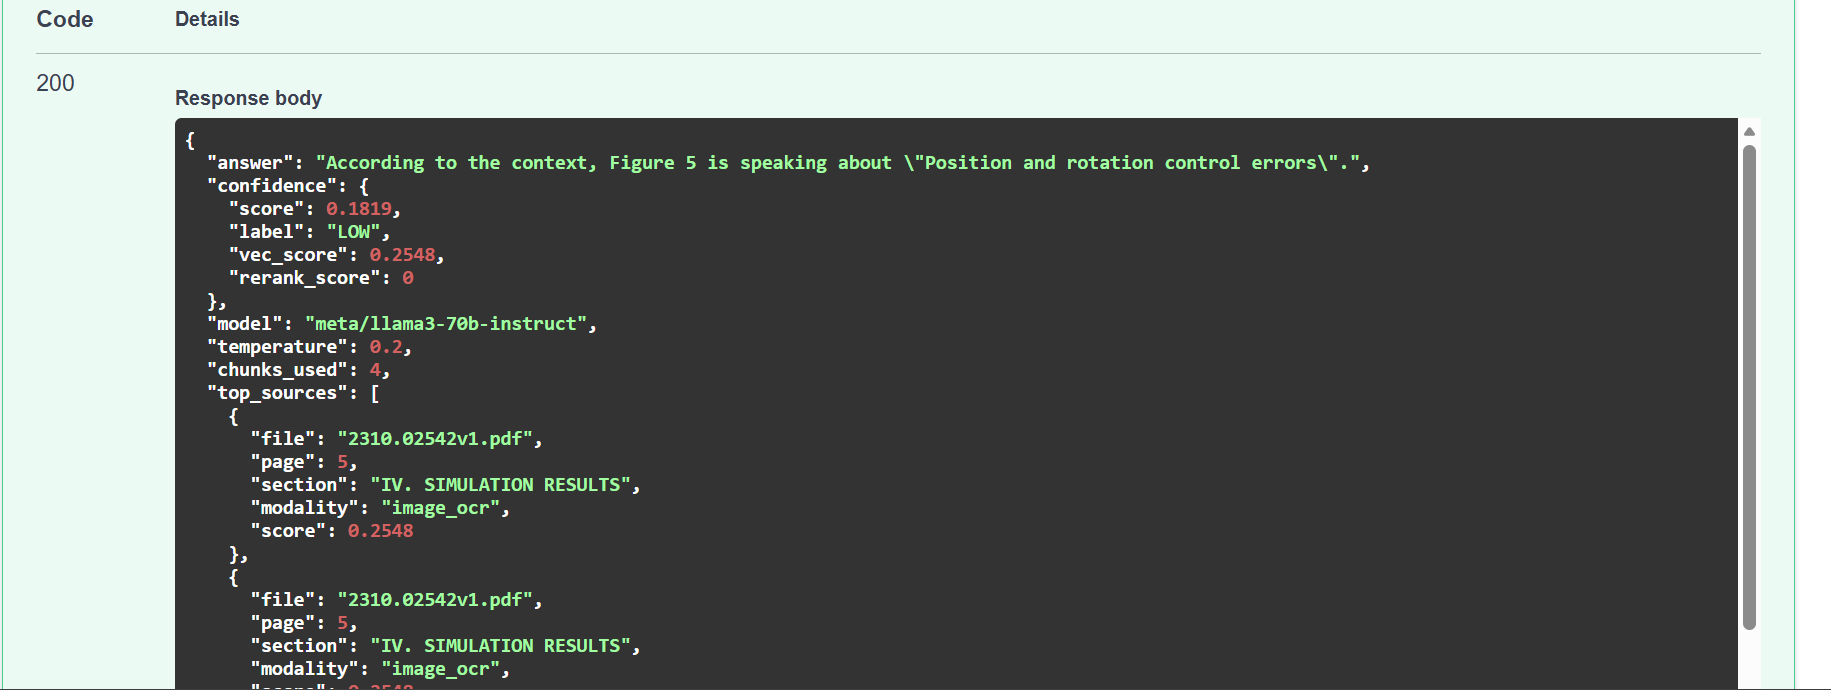 Code Details
200
Response body
{
"answer": "According to the context, Figure 5 is speaking about \"Position and rotation control errors\".",
"confidence": {
"score": 0.1819,
"label": "LOW",
"vec_score": 0.2548,
"rerank_score": 0
},
"model": "meta/llama3-70b-instruct",
"temperature": 0.2,
"chunks_used": 4,
"top_sources": [
{
"file": "2310.02542v1.pdf",
"page": 5,
"section": "IV. SIMULATION RESULTS",
"modality": "image_ocr",
"score": 0.2548
},
{
"file": "2310.02542v1.pdf",
"page": 5,
"section": "IV. SIMULATION RESULTS",
"modality": "image_ocr",